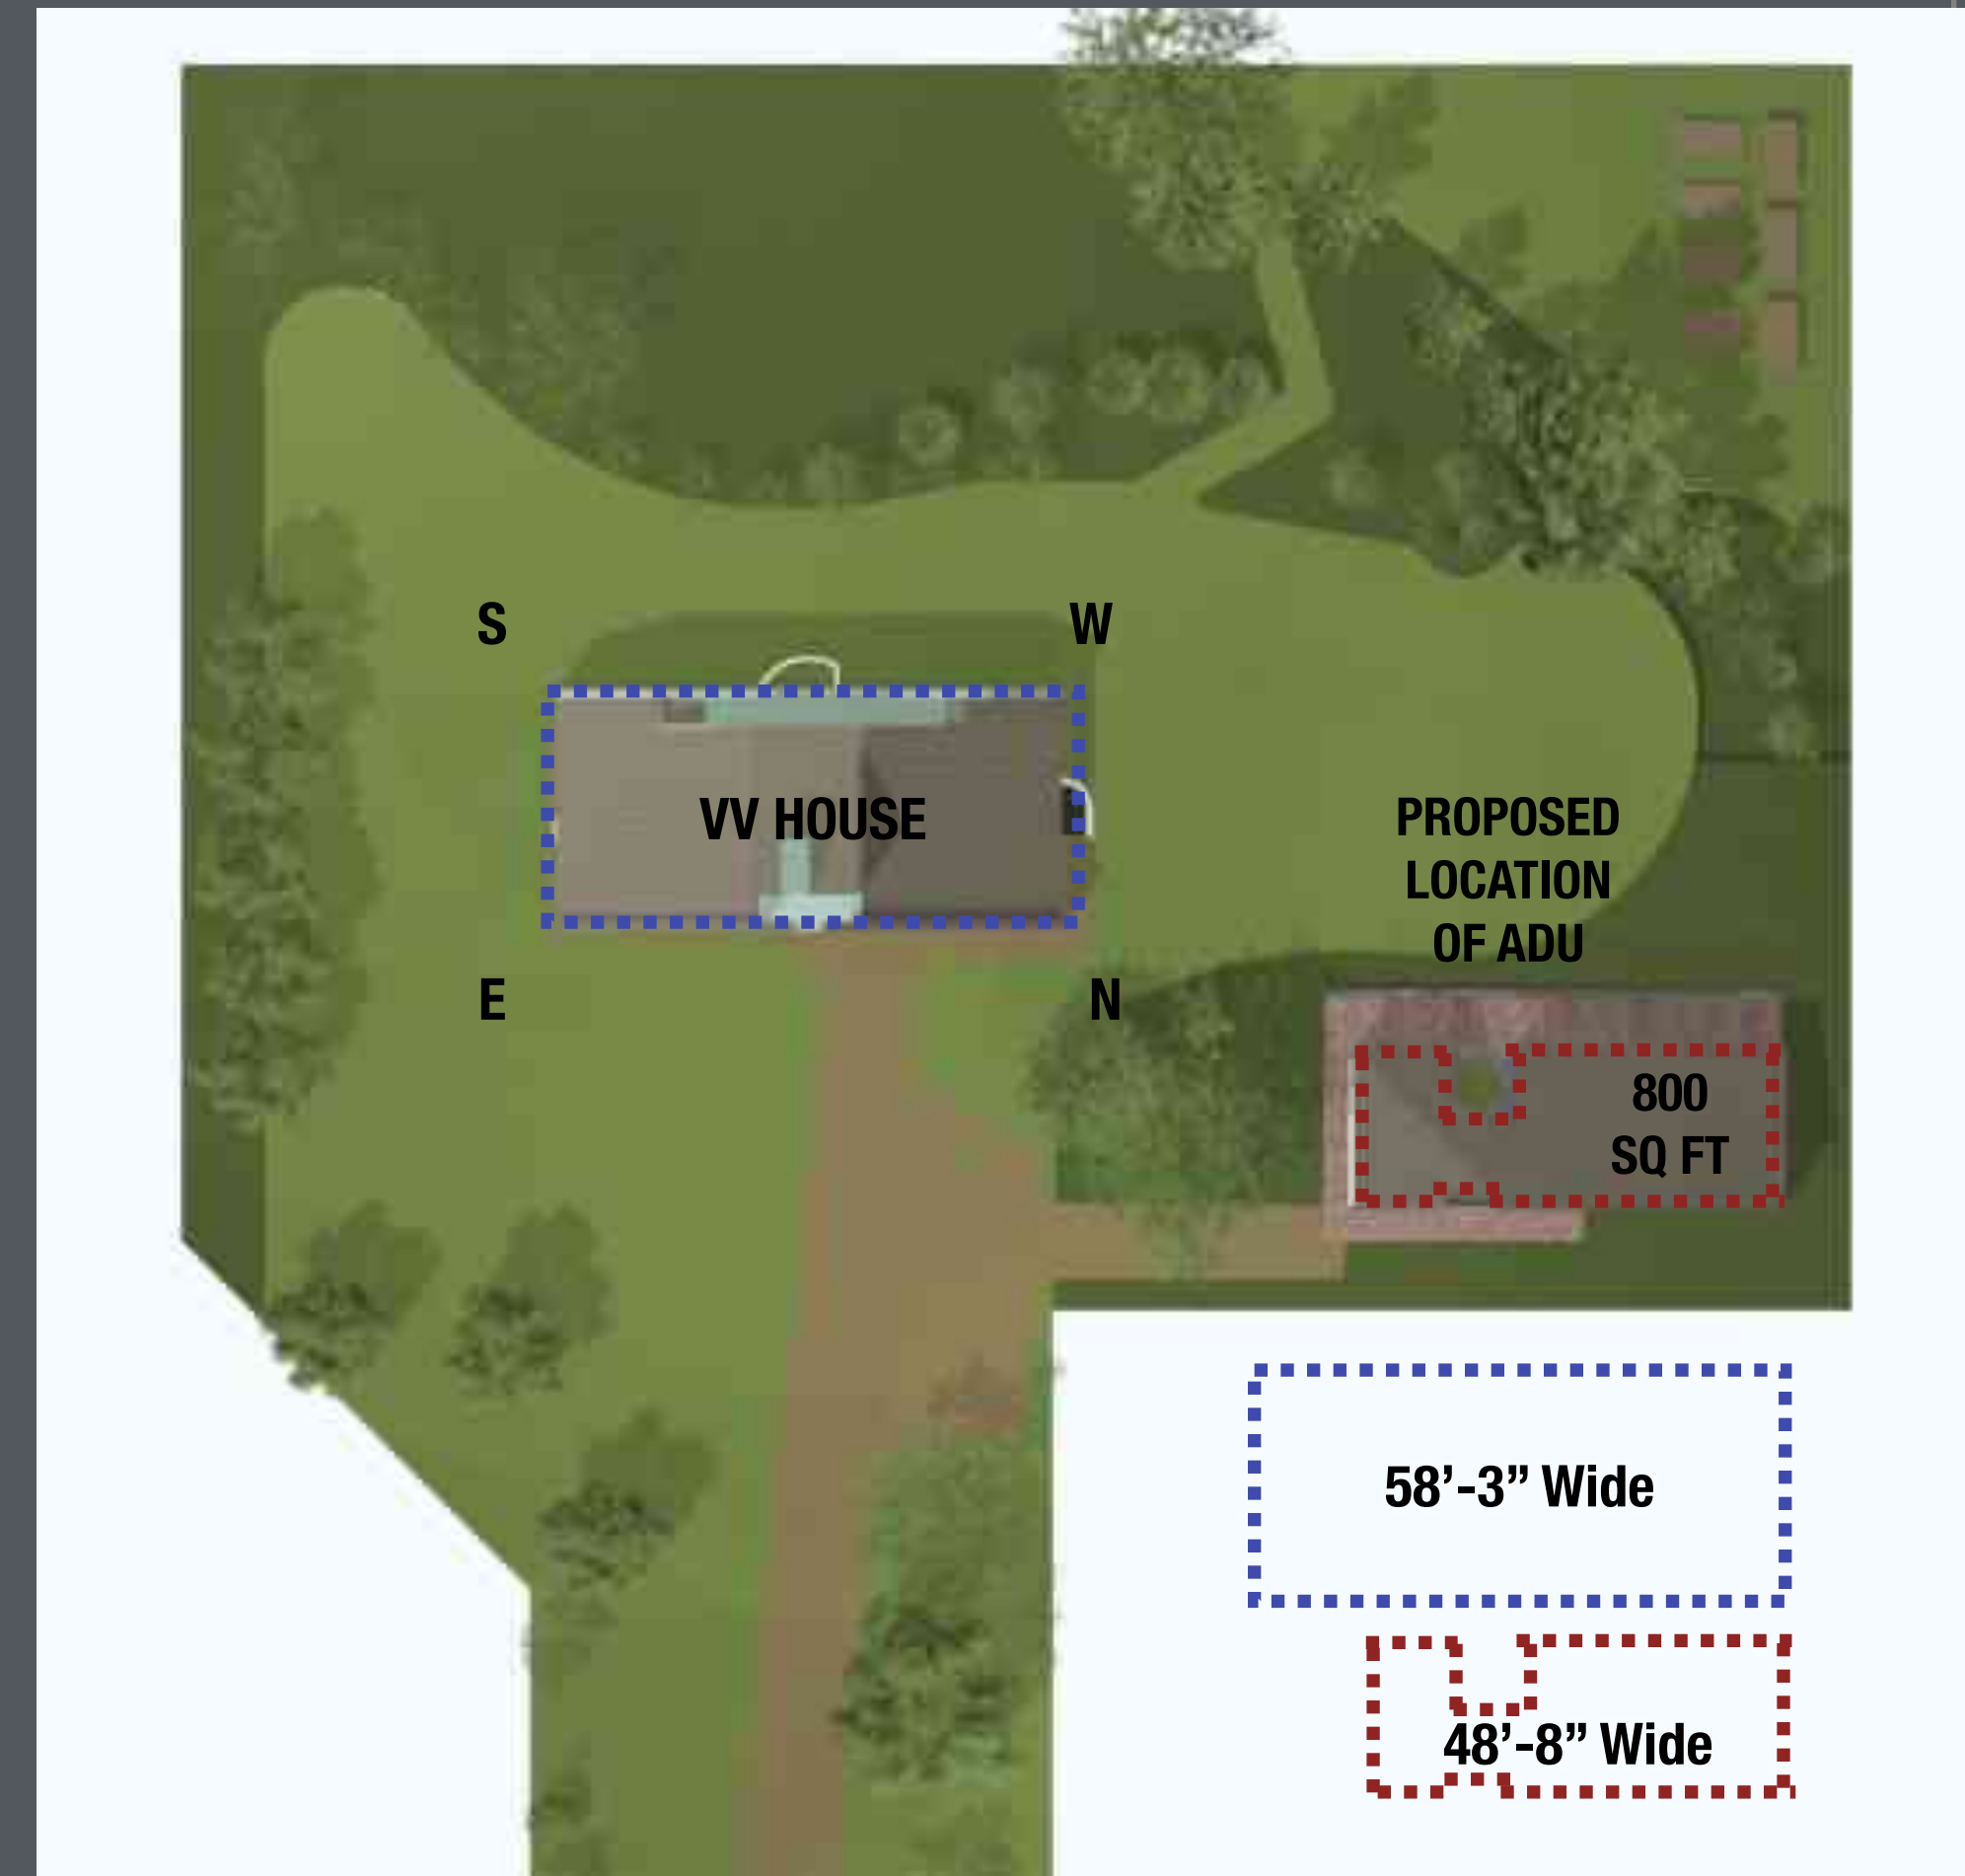 S
W
VV HOUSE
PROPOSED
LOCATION
OF ADU
E
N
800
SQ FT
58’-3” Wide
48’-8” Wide